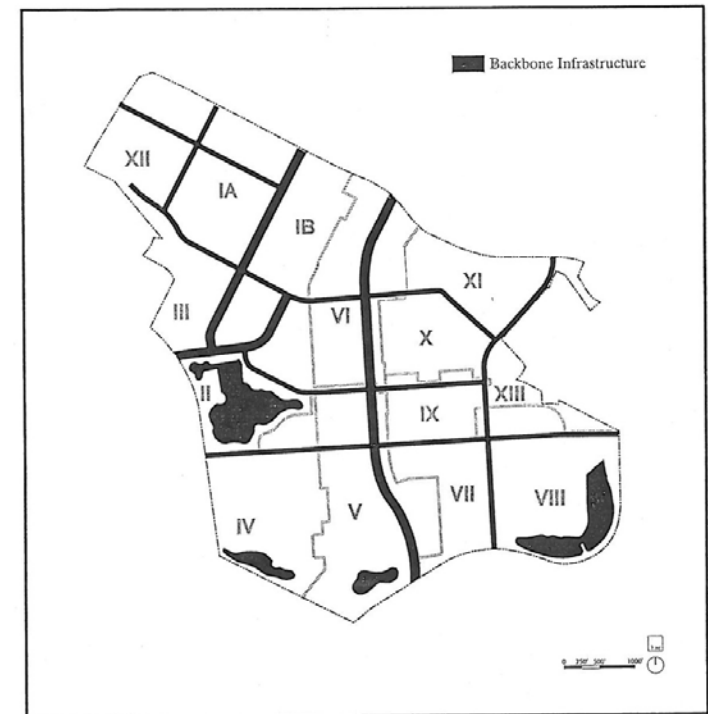 Backbone Infrastructure
XII
IA
IB
XI
III
VI
X
II
XIII
IX
IV
V
VII
VIII
0 250' 500' 1000'